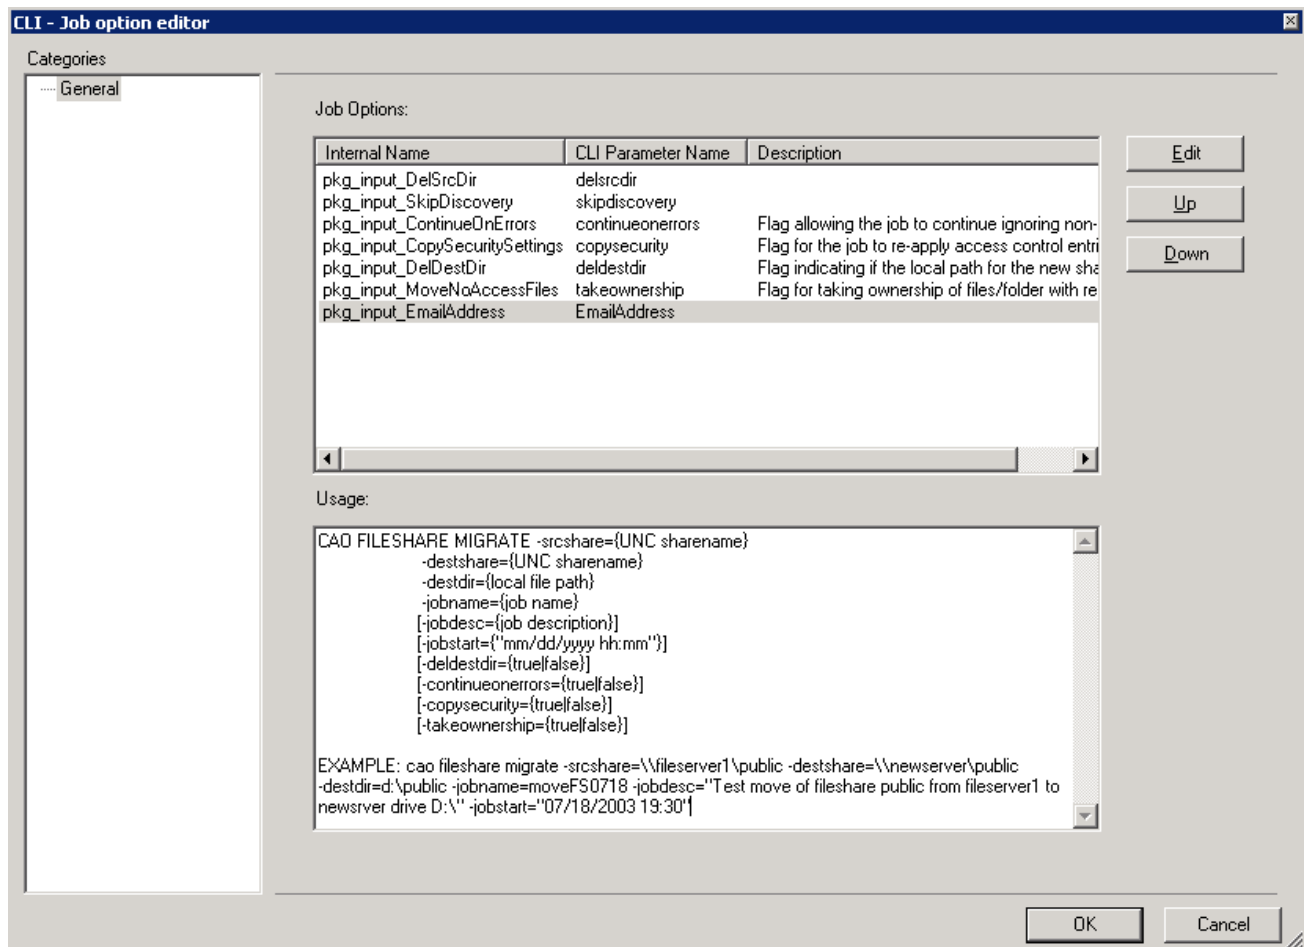 CLI - Job option editor
Categories
General
Job Options:
Internal Name CLI Parameter Name Description
pkg_input_DelSrcDir delsrcdir
pkg_input_SkipDiscovery skipdiscovery
pkg_input_ContinueOnErrors continueonerrors Flag allowing the job to continue ignoring non-
pkg_input_CopySecuritySettings copysecurity Flag for the job to re-apply access control entri
pkg_input_DelDestDir deldestdir Flag indicating if the local path for the new sha
pkg_input_MoveNoAccessFiles takeownership Flag for taking ownership of files/folder with re
pkg_input_EmailAddress EmailAddress
Edit
Up
Down
Usage:
CAO FILESHARE MIGRATE -srcshare={UNC sharename}
-destshare={UNC sharename}
-destdir={local file path}
-jobname={job name}
[-jobdesc={job description}]
[-jobstart={"mm/dd/yyyy hh:mm"}]
[-deldestdir={true|false}]
[-continueonerrors={true|false}]
[-copysecurity={true|false}]
[-takeownership={true|false}]
EXAMPLE: cao fileshare migrate -srcshare=\\fileserver1\public -destshare=\\newserver\public
-destdir=d:\public -jobname=moveFS0718 -jobdesc="Test move of fileshare public from fileserver1 to
newsrver drive D:\" -jobstart="07/18/2003 19:30"
OK
Cancel